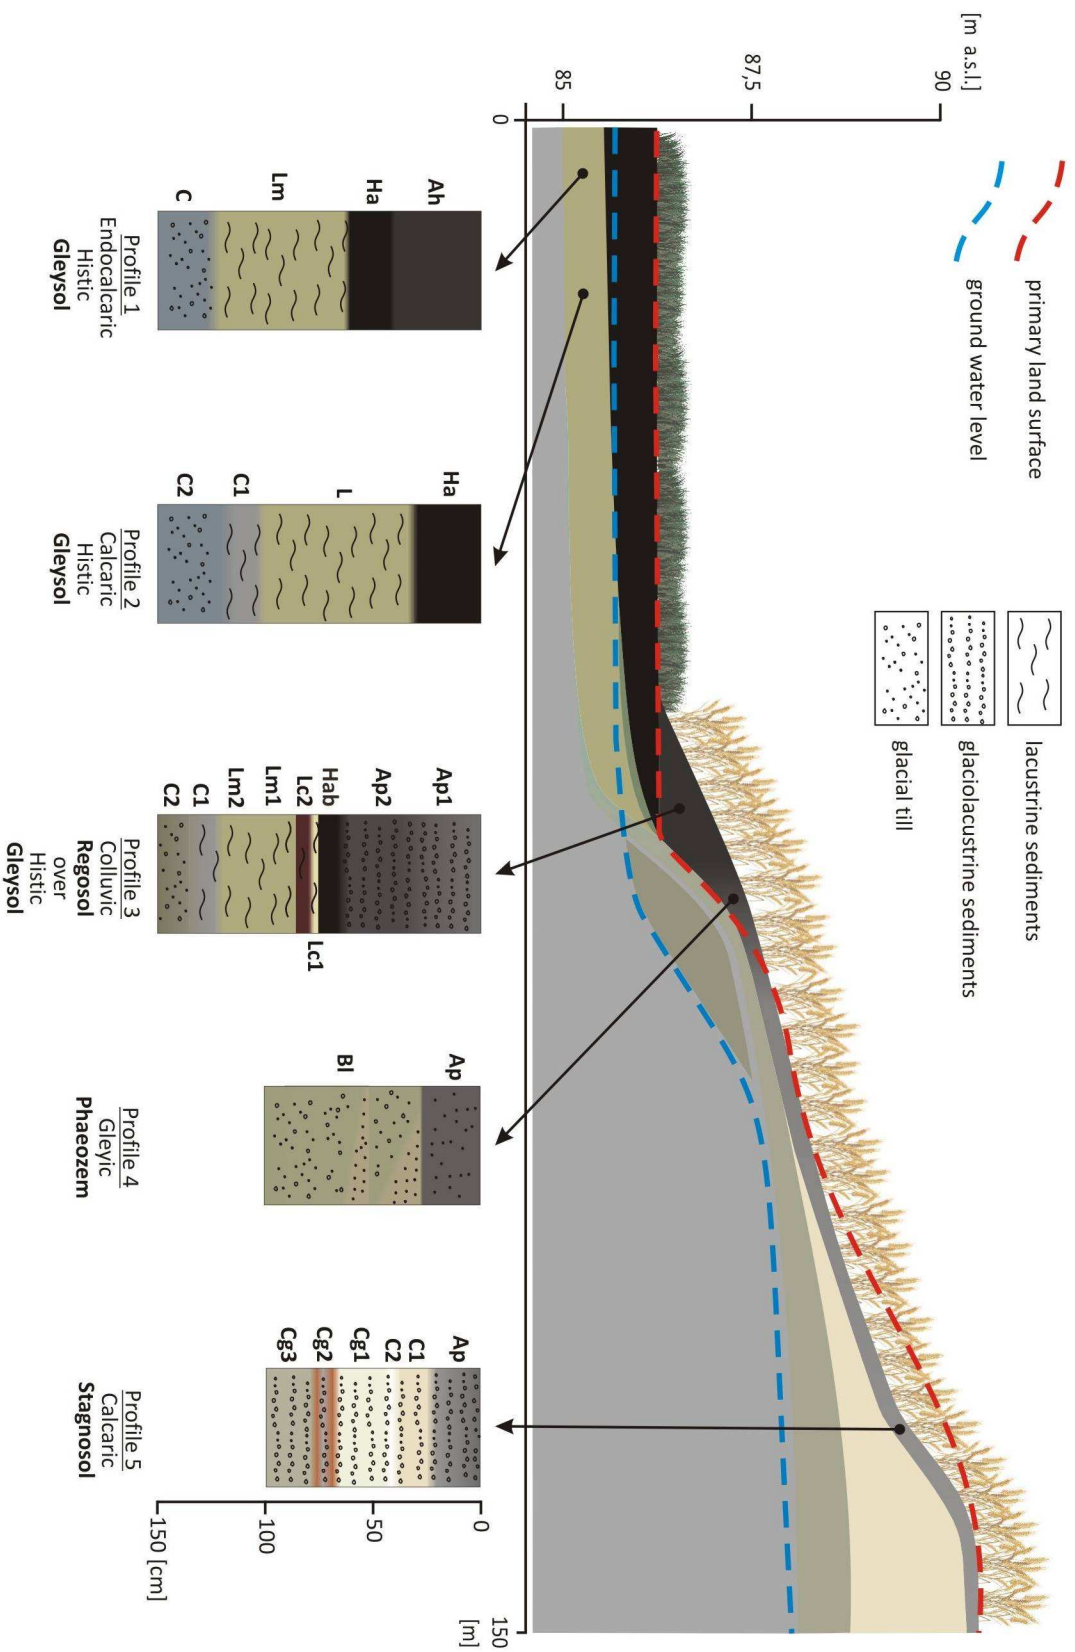 primary land surface
ground water level
lacustrine sediments
glaciolacustrine sediments
glacial till
[m a.s.l.]
90
87,5
85
0
150
[m]
Ah
Ha
Lm
C
Profile 1
Endocalcaric
Histic
Gleysol
Ha
L
C1
C2
Profile 2
Calcaric
Histic
Gleysol
Ap1
Ap2
Hab
Lc1
Lc2
Lm1
Lm2
C1
C2
Profile 3
Colluvic
Regosol
over
Histic
Gleysol
Ap
Bl
Profile 4
Gleyic
Phaeozem
Ap
C1
C2
Cg1
Cg2
Cg3
Profile 5
Calcaric
Stagnosol
0
50
100
150 [cm]